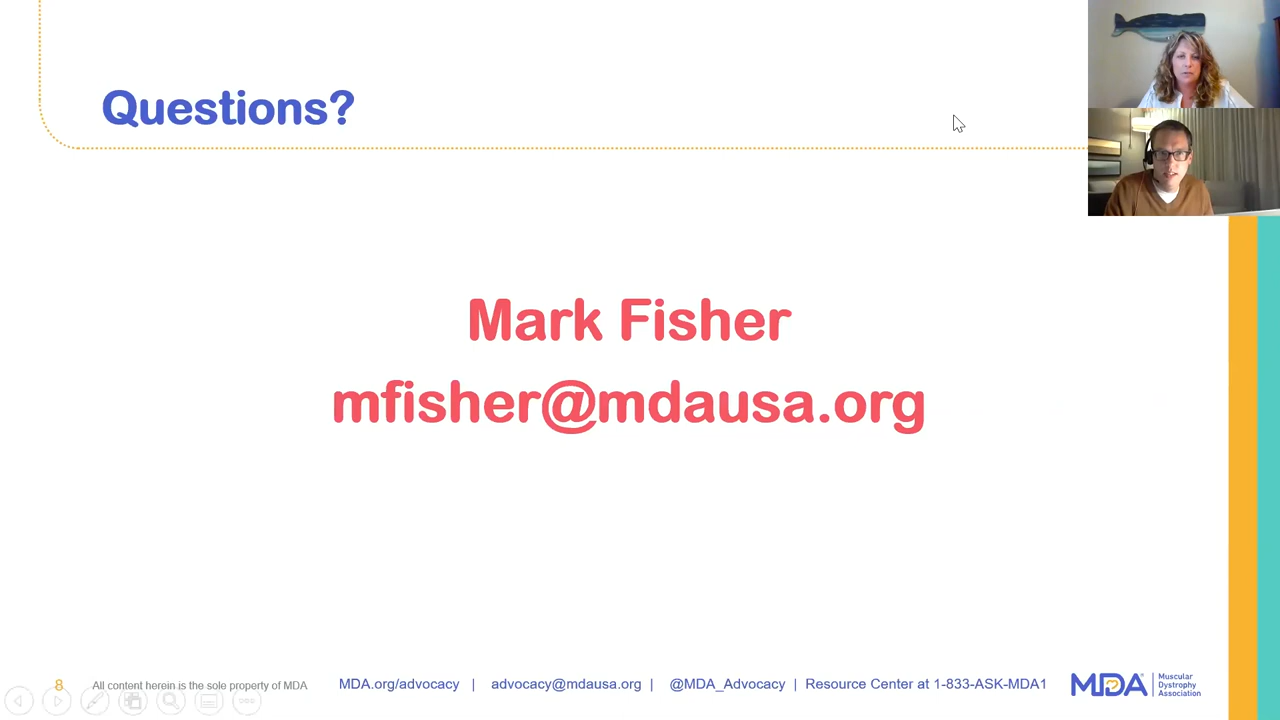 Questions?
Mark Fisher
mfisher@mdausa.org
8 All content herein is the sole property of MDA MDA.org/advocacy | advocacy@mdausa.org | @MDA_Advocacy | Resource Center at 1-833-ASK-MDA1
MDA
Muscular
Dystrophy
Association